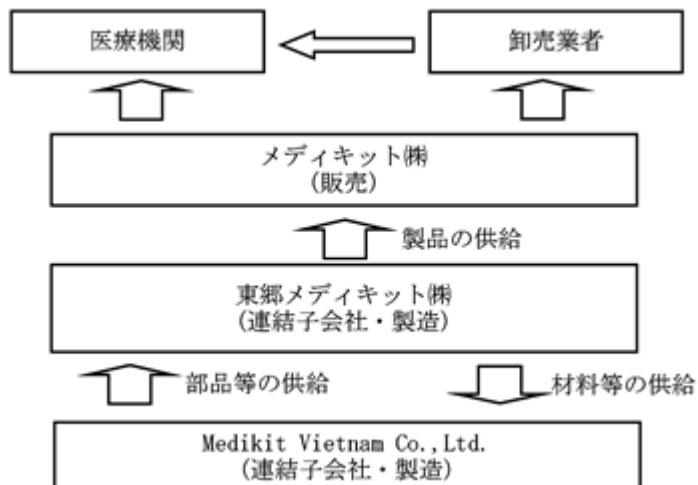 医療機関
卸売業者
メディキット㈱
(販売)
製品の供給
東郷メディキット㈱
(連結子会社・製造)
部品等の供給
材料等の供給
Medikit Vietnam Co.,Ltd.
(連結子会社・製造)